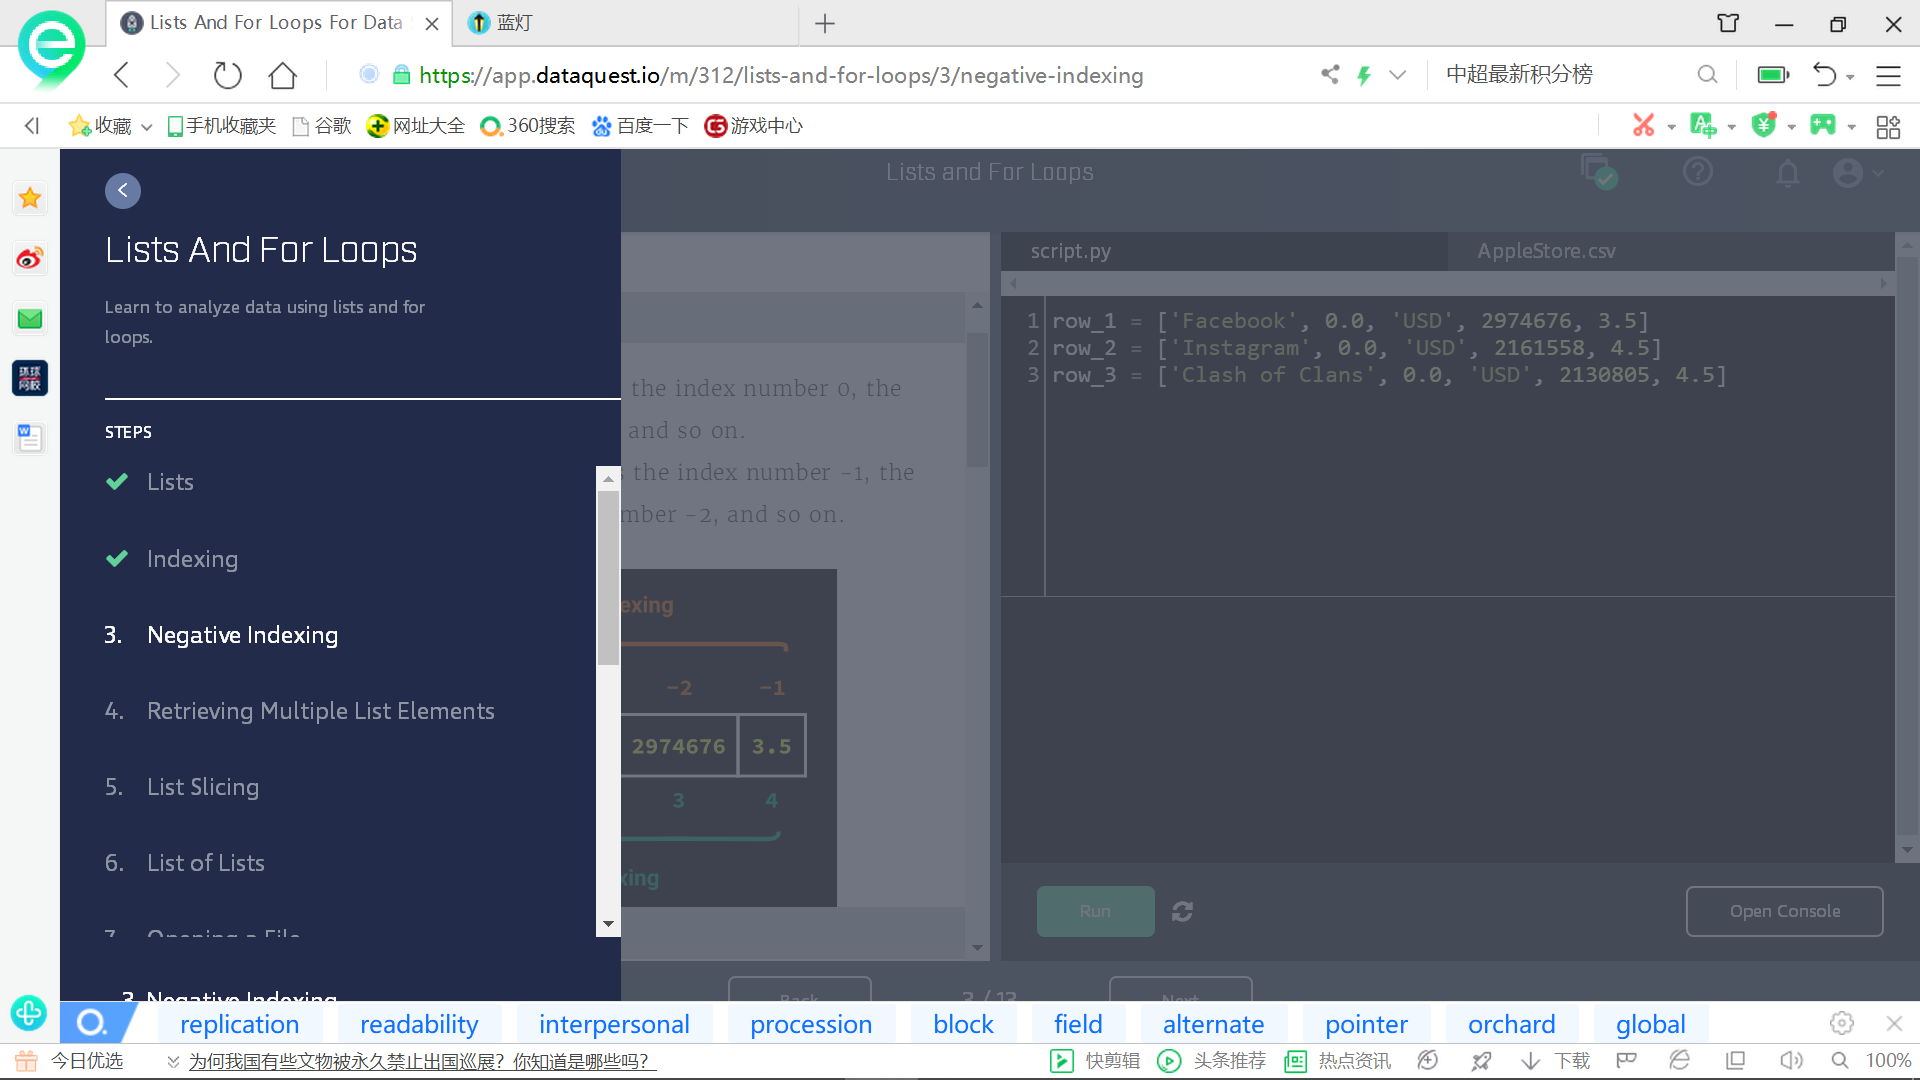 Lists And For Loops For Data
蓝灯
https://app.dataquest.io/m/312/lists-and-for-loops/3/negative-indexing
中超最新积分榜
收藏
手机收藏夹
谷歌
网址大全
360搜索
百度一下
游戏中心
Lists And For Loops
Learn to analyze data using lists and for
loops.
STEPS
Lists
Indexing
3. Negative Indexing
4. Retrieving Multiple List Elements
5. List Slicing
6. List of Lists
7. Opening a File
3. Negative Indexing
环球
网校
Lists and For Loops
the index number 0, the
and so on.
the index number -1, the
mber -2, and so on.
exing
-2 -1
2974676 3.5
3 4
xing
script.py
AppleStore.csv
1 row_1 = ['Facebook', 0.0, 'USD', 2974676, 3.5]
2 row_2 = ['Instagram', 0.0, 'USD', 2161558, 4.5]
3 row_3 = ['Clash of Clans', 0.0, 'USD', 2130805, 4.5]
Run
Open Console
Back
3 / 13
Next
replication
readability
interpersonal
procession
block
field
alternate
pointer
orchard
global
今日优选
为何我国有些文物被永久禁止出国巡展？你知道是哪些吗？
快剪辑
头条推荐
热点资讯
下载
100%